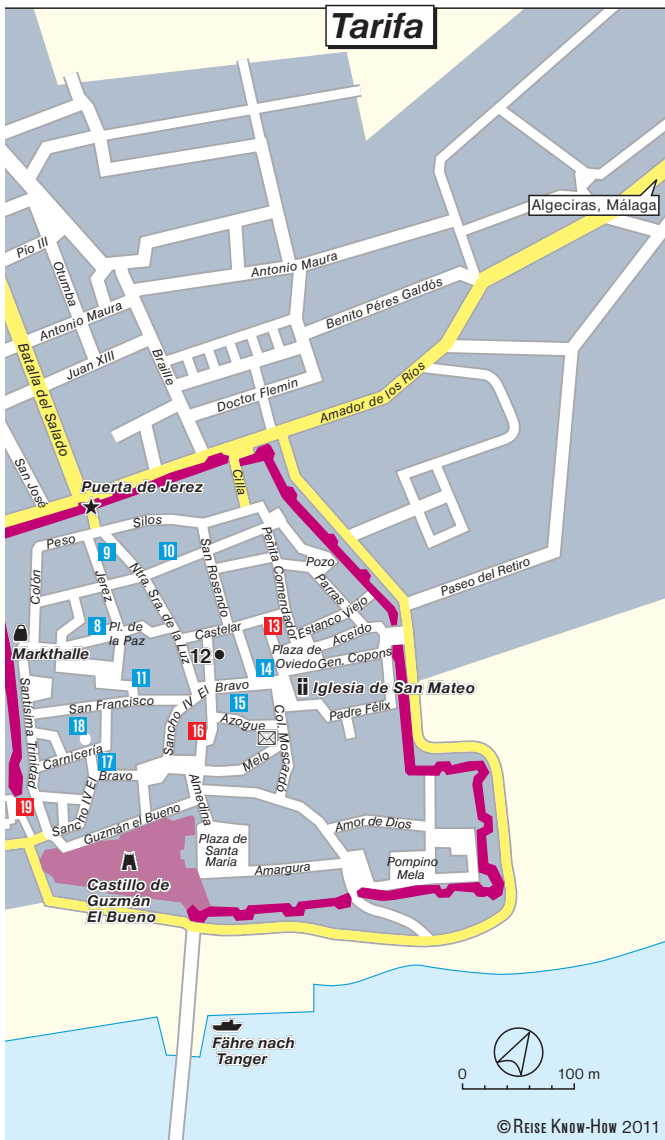 Tarifa
Algeciras, Málaga
Pío III
Otumba
Antonio Maura
Antonio Maura
Benito Péres Galdós
Juan XIII
Braille
Doctor Flemin
Batalla del Salado
Amador de los Ríos
San José
Puerta de Jerez
Cilla
Silos
Peso
9
10
Peñita Comendador
Pozo
Paseo del Retiro
Colón
Jerez
Ntra. Sra. de la Luz
San Rosendo
Parras
Estanco Viejo
8
Pl. de
la Paz
Castelar
13
Aceído
Markthalle
12
Plaza de
Oviedo
Gen. Copons
11
14
Iglesia de San Mateo
Santísima Trinidad
San Francisco
Sancho IV El
Bravo
15
Padre Félix
18
16
Azogue
Col. Moscardó
Carnicería
17
Melo
Sancho IV El
Bravo
19
Guzmán el Bueno
Almedina
Amor de Dios
Plaza de
Santa
María
Amargura
Pompino
Mela
Castillo de
Guzmán
El Bueno
Fähre nach
Tanger
0
100 m
© REISE KNOW-HOW 2011